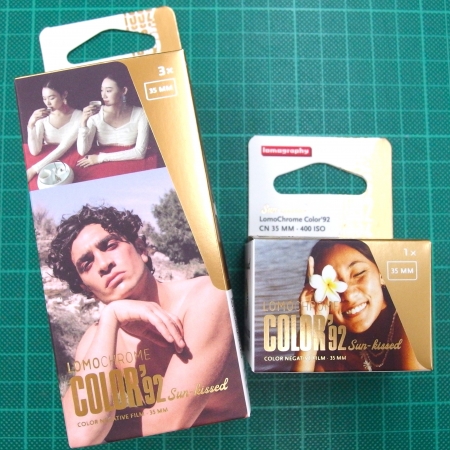 3x
35 MM
LOMOCHROME
COLOR'92 Sun-kissed
COLOR NEGATIVE FILM · 35 MM
lomography
LomoChrome Color'92
CN 35 MM · 400 ISO
1x
35 MM
LOMOCHROME
COLOR'92 Sun-kissed
COLOR NEGATIVE FILM · 35 MM